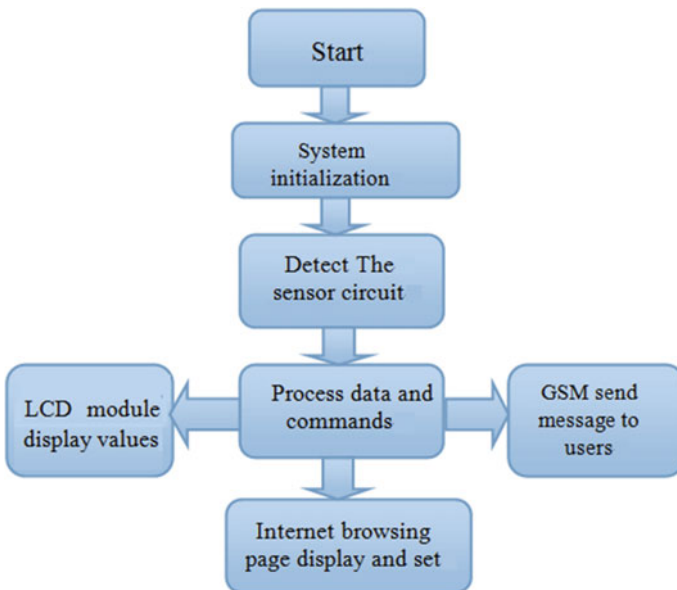 Start
System
initialization
Detect The
sensor circuit
LCD module
display values
Process data and
commands
GSM send
message to
users
Internet browsing
page display and set